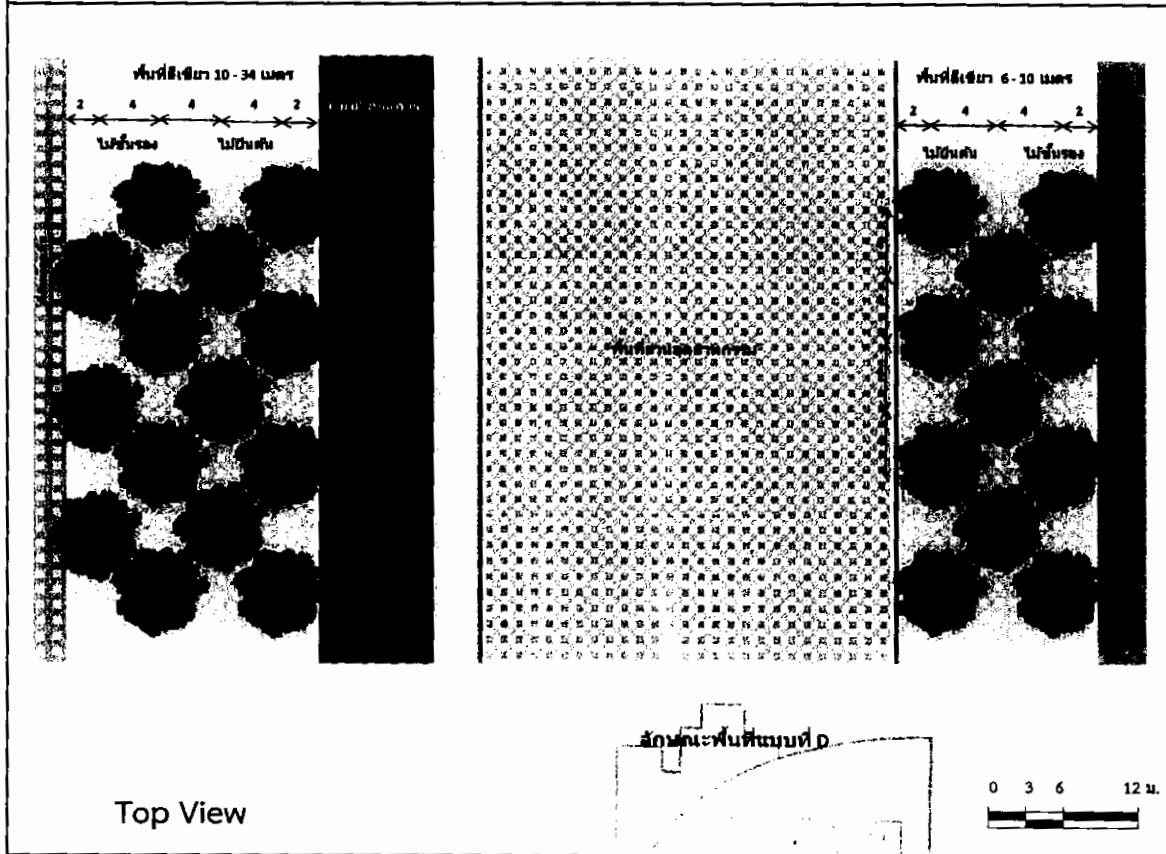 พื้นที่สีเขียว 10 - 34 เมตร
2 4 4 4 2
ไม้ชั้นรอง ไม้ยืนต้น
พื้นที่สีเขียว 6 - 10 เมตร
2 4 4 2
ไม้ยืนต้น ไม้ชั้นรอง
ลักษณะพื้นที่แบบที่ D
Top View
0 3 6 12 ม.